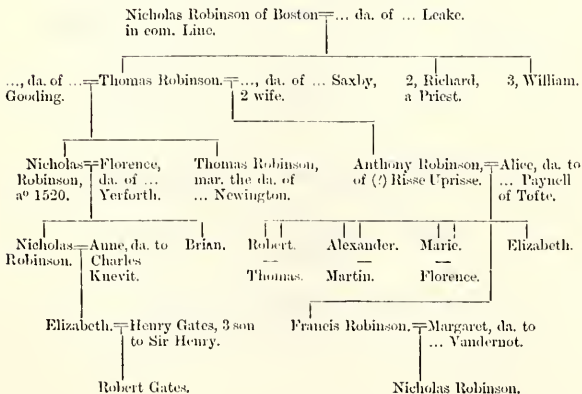 Nicholas Robinson of Boston = ... da. of ... Leake.
in com. Linc.
..., da. of ... = Thomas Robinson. = ..., da. of ... Saxby, 2, Richard, 3, William.
Gooding. 2 wife. a Priest.
Nicholas = Florence, Thomas Robinson, Anthony Robinson, = Alice, da. to
Robinson, da. of ... mar. the da. of of (?) Risse Uprisse. ... Paynell
aº 1520. Yerforth. ... Newington. of Tofte.
Nicholas = Anne, da. to Brian. Robert. Alexander. Marie. Elizabeth.
Robinson. Charles — — —
Knevit. Thomas. Martin. Florence.
Elizabeth. = Henry Gates, 3 son Francis Robinson. = Margaret, da. to
to Sir Henry. ... Vandernot.
Robert Gates. Nicholas Robinson.